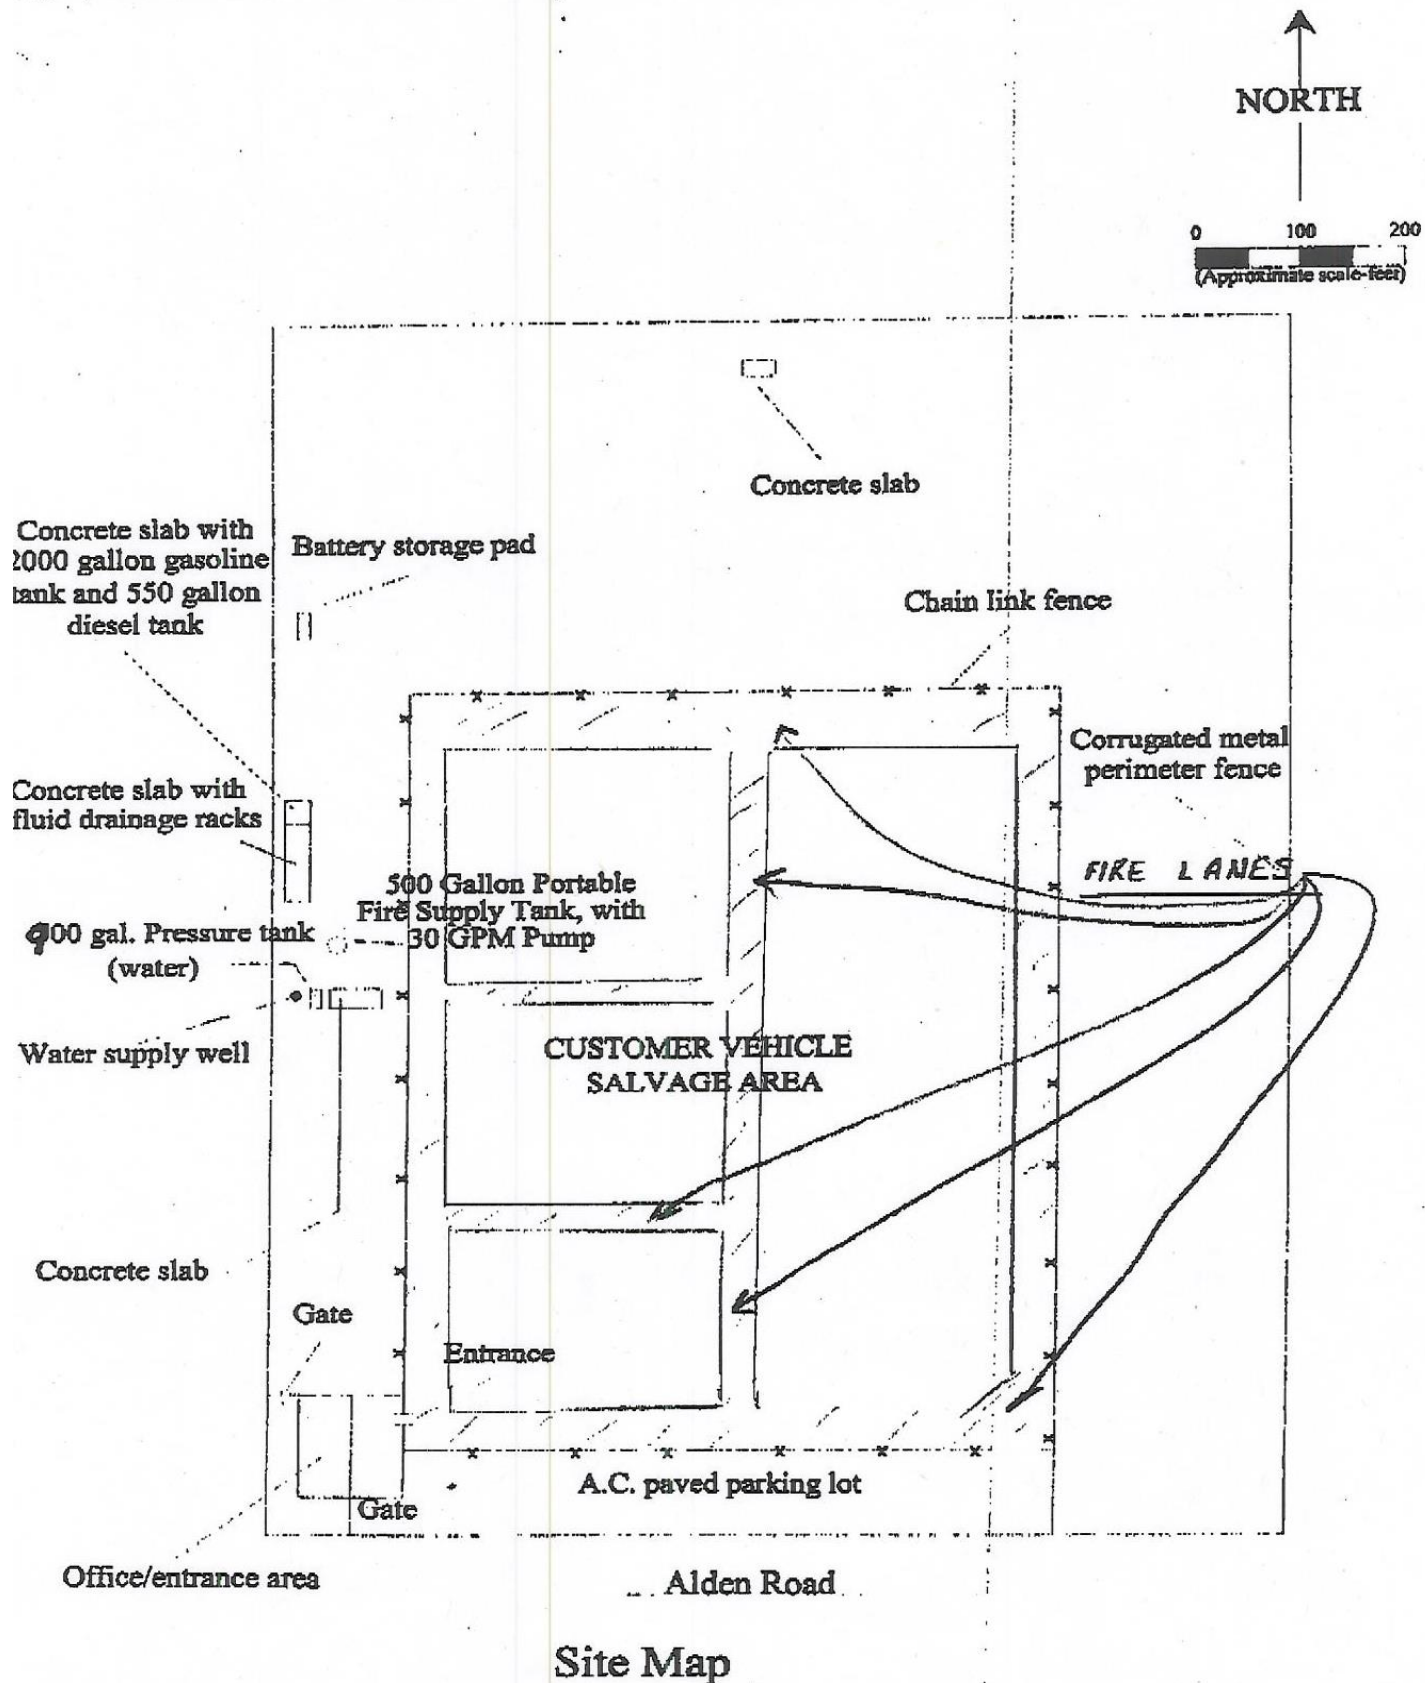 NORTH
0 100 200
(Approximate scale-feet)
Concrete slab
Concrete slab with
2000 gallon gasoline
tank and 550 gallon
diesel tank
Battery storage pad
Chain link fence
Corrugated metal
perimeter fence
Concrete slab with
fluid drainage racks
FIRE LANES
500 Gallon Portable
Fire Supply Tank, with
30 GPM Pump
900 gal. Pressure tank
(water)
Water supply well
CUSTOMER VEHICLE
SALVAGE AREA
Concrete slab
Gate
Entrance
A.C. paved parking lot
Gate
Office/entrance area
Alden Road
Site Map